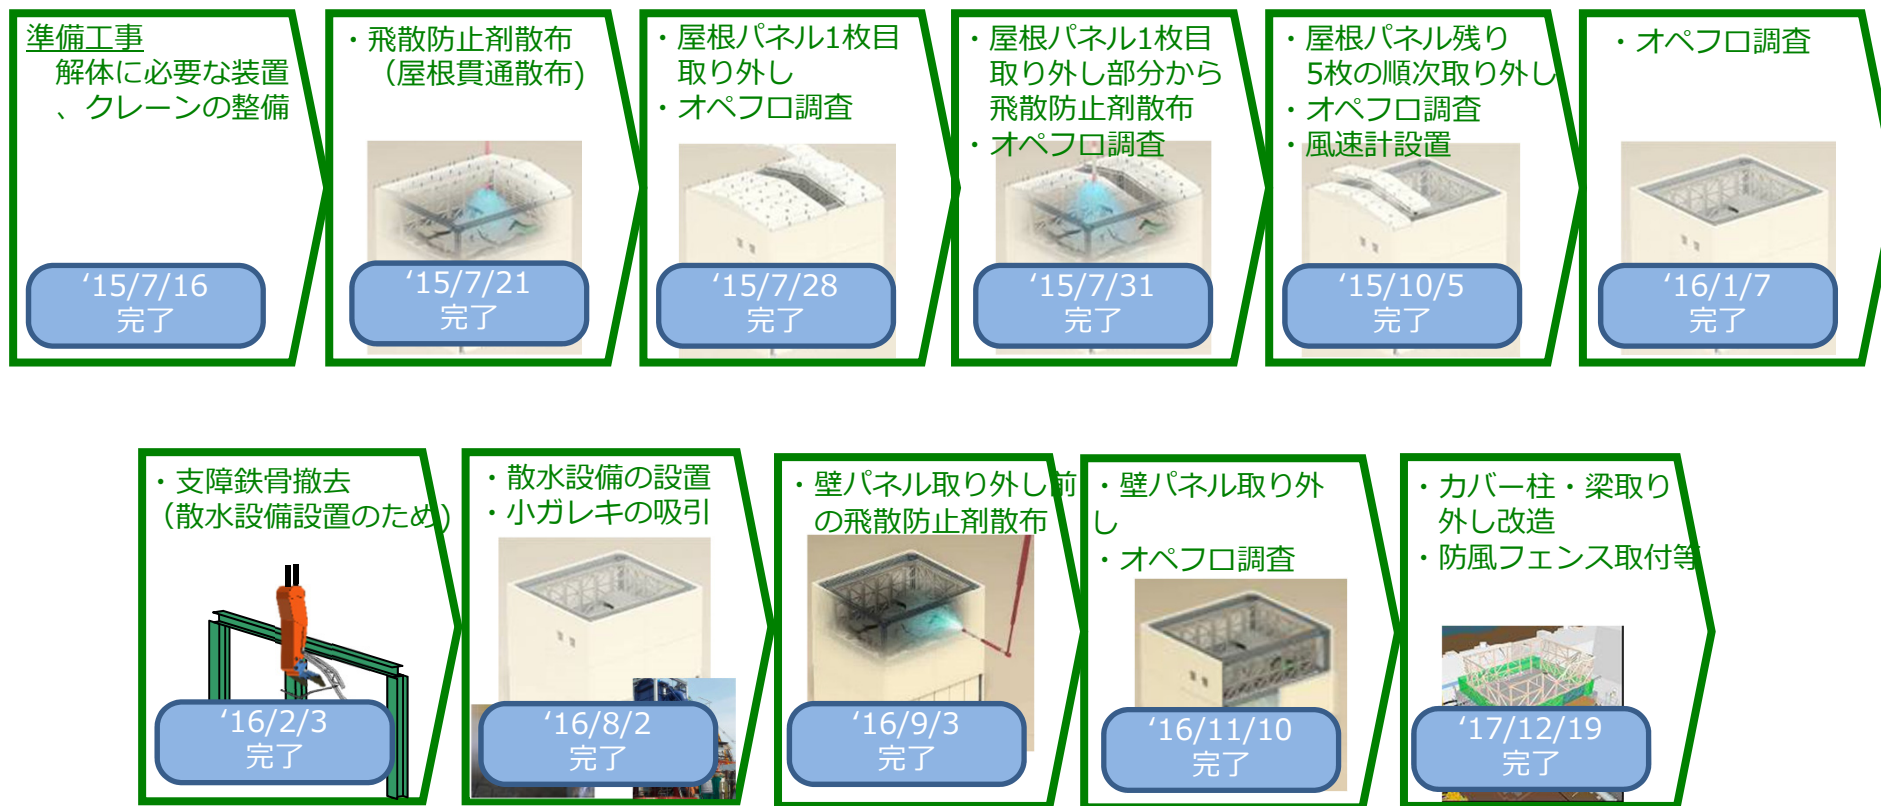 準備工事
解体に必要な装置
、クレーンの整備
‘15/7/16
完了
・飛散防止剤散布
（屋根貫通散布)
‘15/7/21
完了
・屋根パネル1枚目
取り外し
・オペフロ調査
‘15/7/28
完了
・屋根パネル1枚目
取り外し部分から
飛散防止剤散布
・オペフロ調査
‘15/7/31
完了
・屋根パネル残り
5枚の順次取り外し
・オペフロ調査
・風速計設置
‘15/10/5
完了
・オペフロ調査
‘16/1/7
完了
・支障鉄骨撤去
（散水設備設置のため)
‘16/2/3
完了
・散水設備の設置
・小ガレキの吸引
‘16/8/2
完了
・壁パネル取り外し前
の飛散防止剤散布
‘16/9/3
完了
・壁パネル取り外
し
・オペフロ調査
‘16/11/10
完了
・カバー柱・梁取り
外し改造
・防風フェンス取付等
‘17/12/19
完了